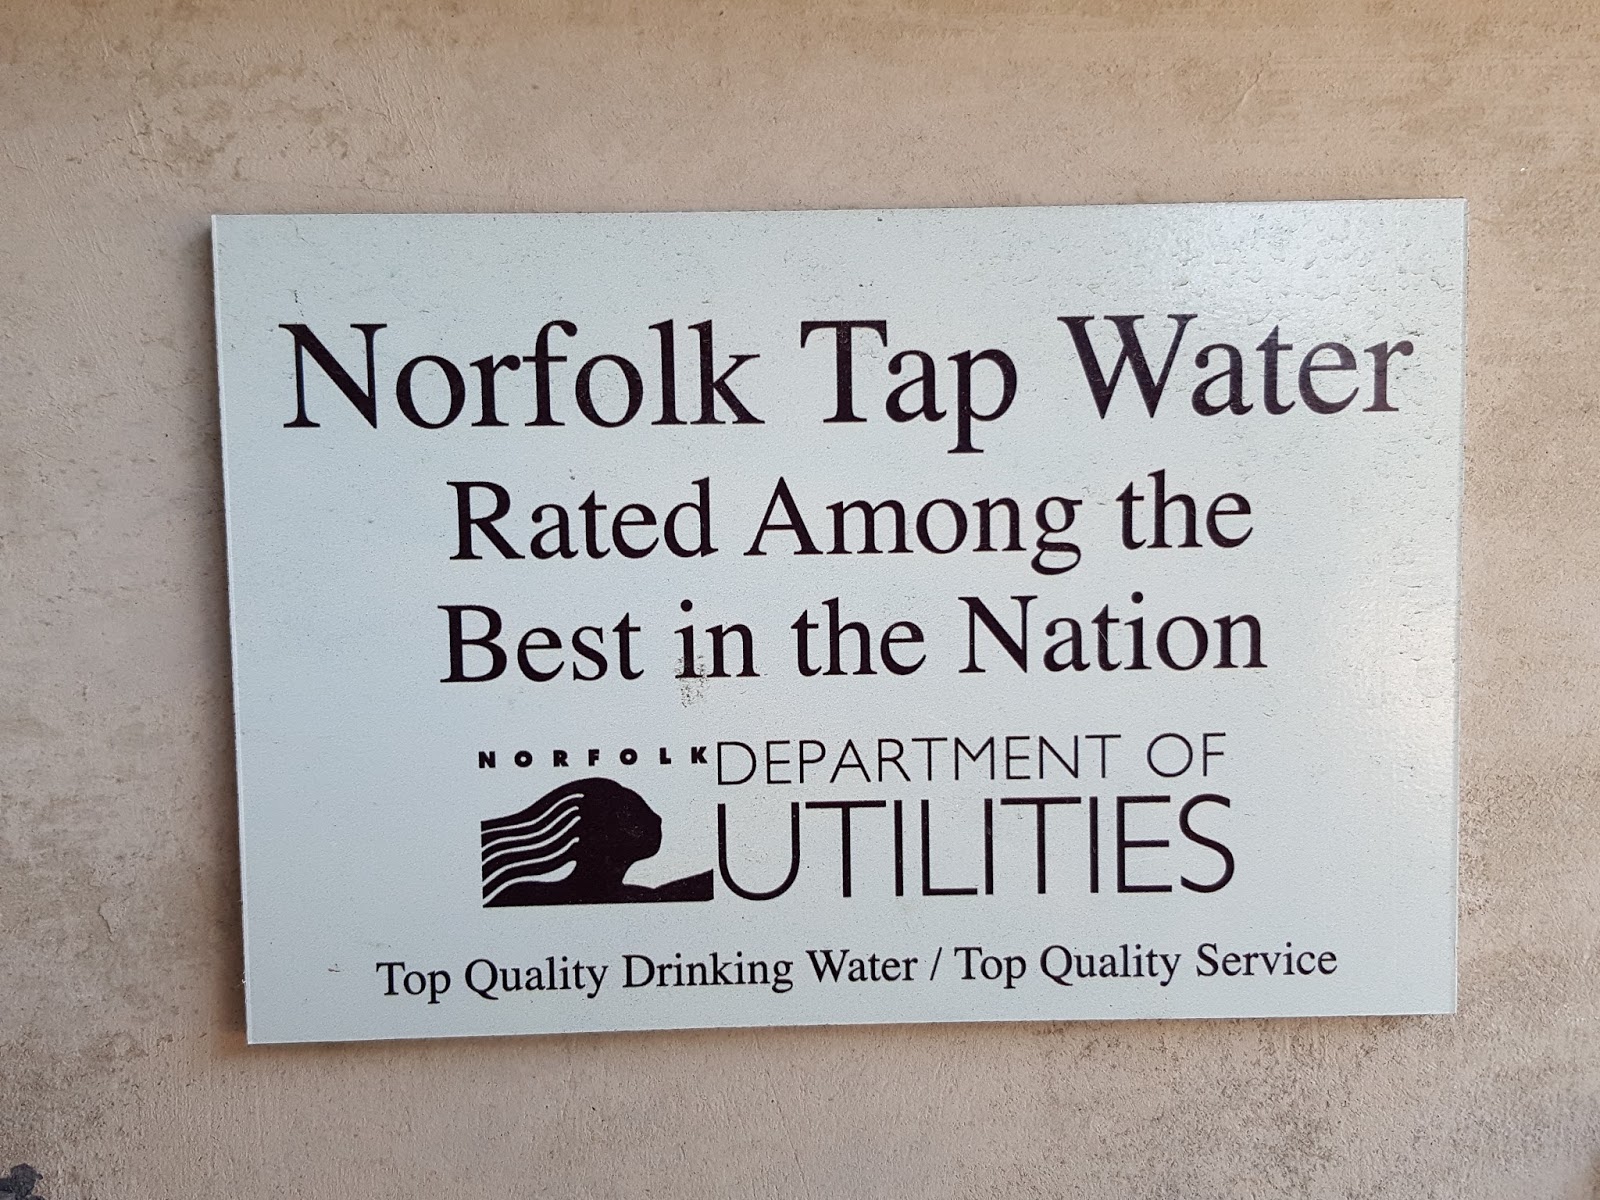 Norfolk Tap Water
Rated Among the
Best in the Nation
NORFOLK DEPARTMENT OF
UTILITIES
Top Quality Drinking Water / Top Quality Service